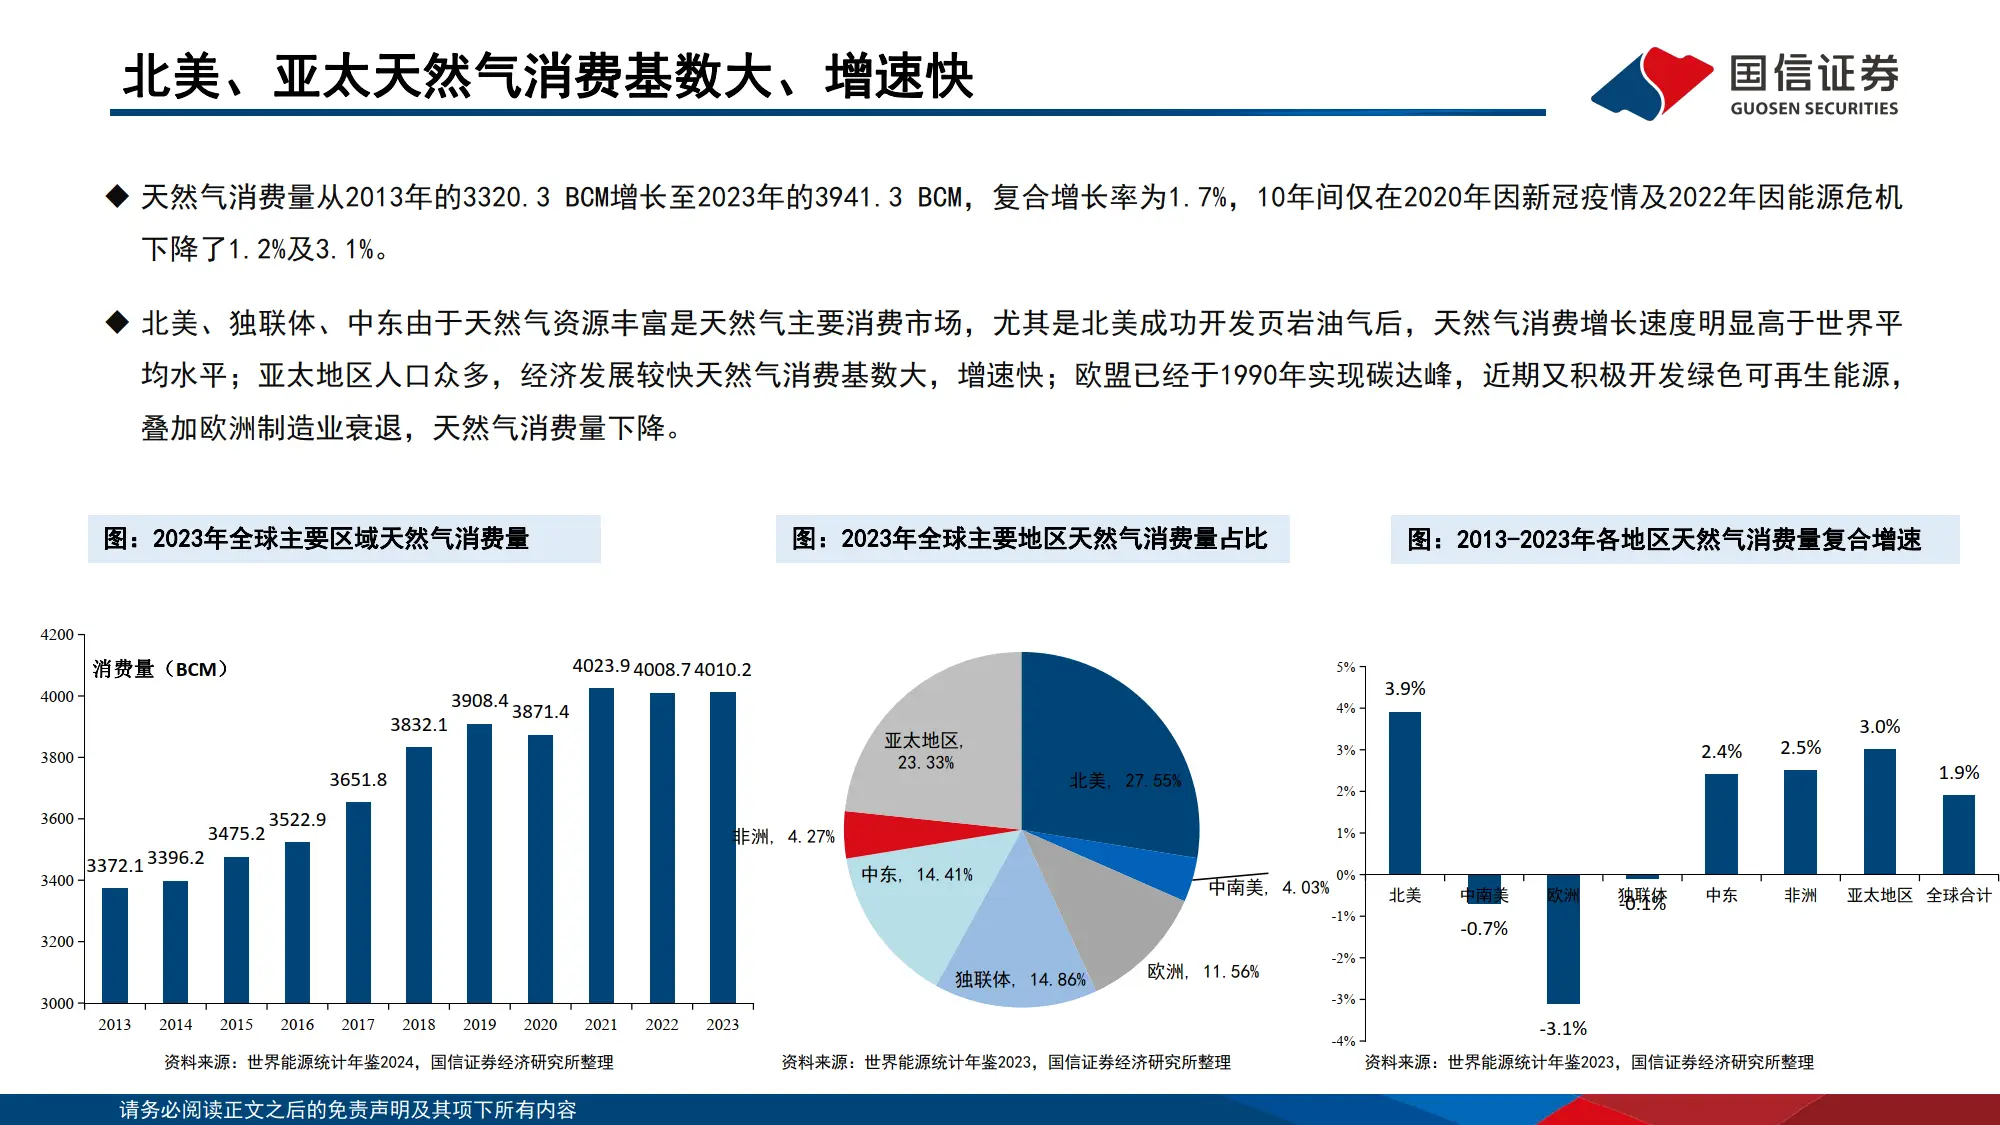 北美、亚太天然气消费基数大、增速快
国信证券
GUOSEN SECURITIES
◆ 天然气消费量从2013年的3320.3 BCM增长至2023年的3941.3 BCM，复合增长率为1.7%，10年间仅在2020年因新冠疫情及2022年因能源危机
下降了1.2%及3.1%。
◆ 北美、独联体、中东由于天然气资源丰富是天然气主要消费市场，尤其是北美成功开发页岩油气后，天然气消费增长速度明显高于世界平
均水平；亚太地区人口众多，经济发展较快天然气消费基数大，增速快；欧盟已经于1990年实现碳达峰，近期又积极开发绿色可再生能源，
叠加欧洲制造业衰退，天然气消费量下降。
图：2023年全球主要区域天然气消费量
4200
4000
3800
3600
3400
3200
3000
消费量（BCM）
3372.1
3396.2
3475.2
3522.9
3651.8
3832.1
3908.4
3871.4
4023.9
4008.7
4010.2
2013 2014 2015 2016 2017 2018 2019 2020 2021 2022 2023
资料来源：世界能源统计年鉴2024，国信证券经济研究所整理
图：2023年全球主要地区天然气消费量占比
亚太地区,
23.33%
北美, 27.55%
非洲, 4.27%
中东, 14.41%
中南美, 4.03%
独联体, 14.86%
欧洲, 11.56%
资料来源：世界能源统计年鉴2023，国信证券经济研究所整理
图：2013-2023年各地区天然气消费量复合增速
5%
4%
3%
2%
1%
0%
-1%
-2%
-3%
-4%
3.9%
-0.7%
-3.1%
-0.1%
2.4%
2.5%
3.0%
1.9%
北美 中南美 欧洲 独联体 中东 非洲 亚太地区 全球合计
资料来源：世界能源统计年鉴2023，国信证券经济研究所整理
请务必阅读正文之后的免责声明及其项下所有内容